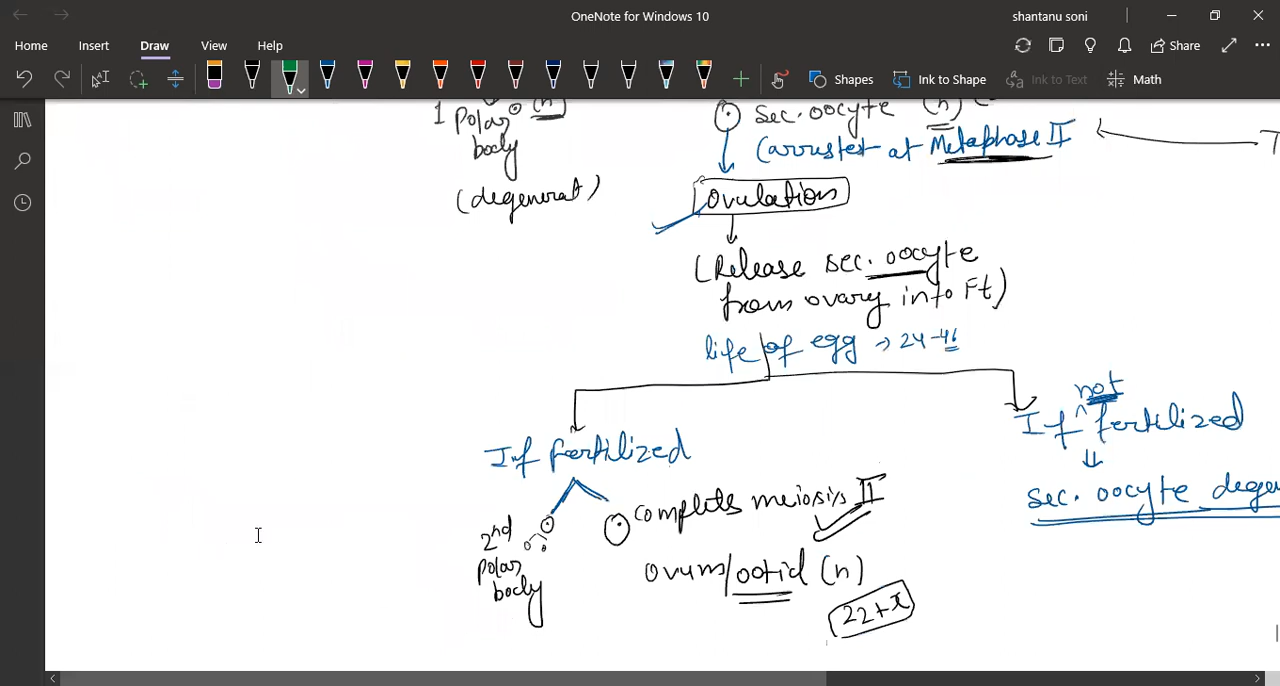 OneNote for Windows 10
shantanu soni
Home Insert Draw View Help
Share
Shapes Ink to Shape Ink to Text Math
1 Polar body (n)
(degenerat)
Sec. oocyte (n)
(arrested at Metaphase II
Ovulation
(Release sec. oocyte
from ovary into Ft)
life of egg → 24-46
If fertilized
If not fertilized
sec. oocyte degen
2nd
Polar
body
complete meiosis II
ovum/ootid (n)
22+x